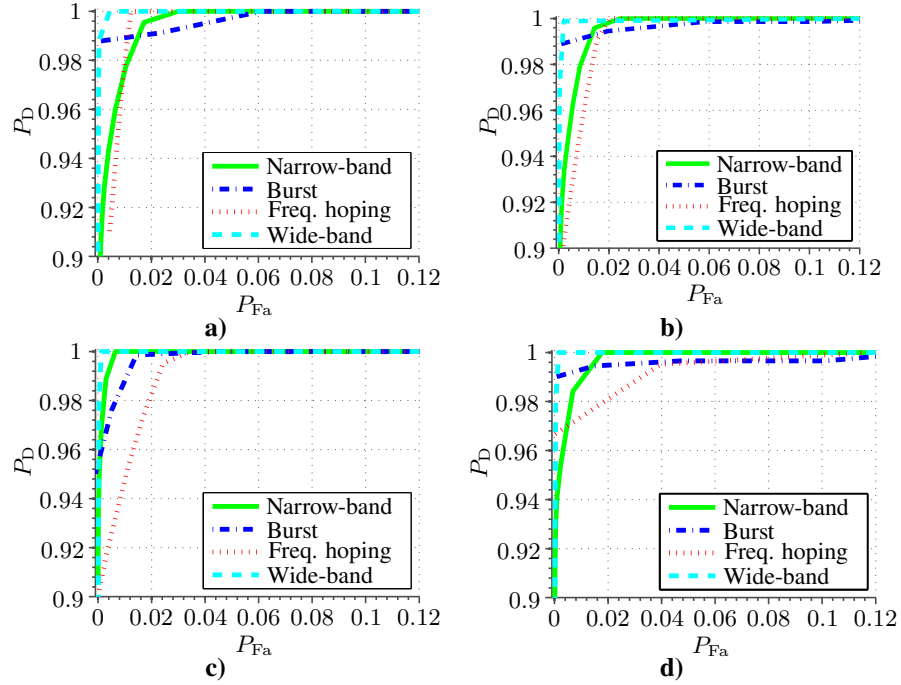 1
0.98
0.96
0.94
0.92
0.9
P_D
0 0.02 0.04 0.06 0.08 0.1 0.12
P_Fa
Narrow-band
Burst
Freq. hoping
Wide-band
a)
1
0.98
0.96
0.94
0.92
0.9
P_D
0 0.02 0.04 0.06 0.08 0.1 0.12
P_Fa
Narrow-band
Burst
Freq. hoping
Wide-band
b)
1
0.98
0.96
0.94
0.92
0.9
P_D
0 0.02 0.04 0.06 0.08 0.1 0.12
P_Fa
Narrow-band
Burst
Freq. hoping
Wide-band
c)
1
0.98
0.96
0.94
0.92
0.9
P_D
0 0.02 0.04 0.06 0.08 0.1 0.12
P_Fa
Narrow-band
Burst
Freq. hoping
Wide-band
d)